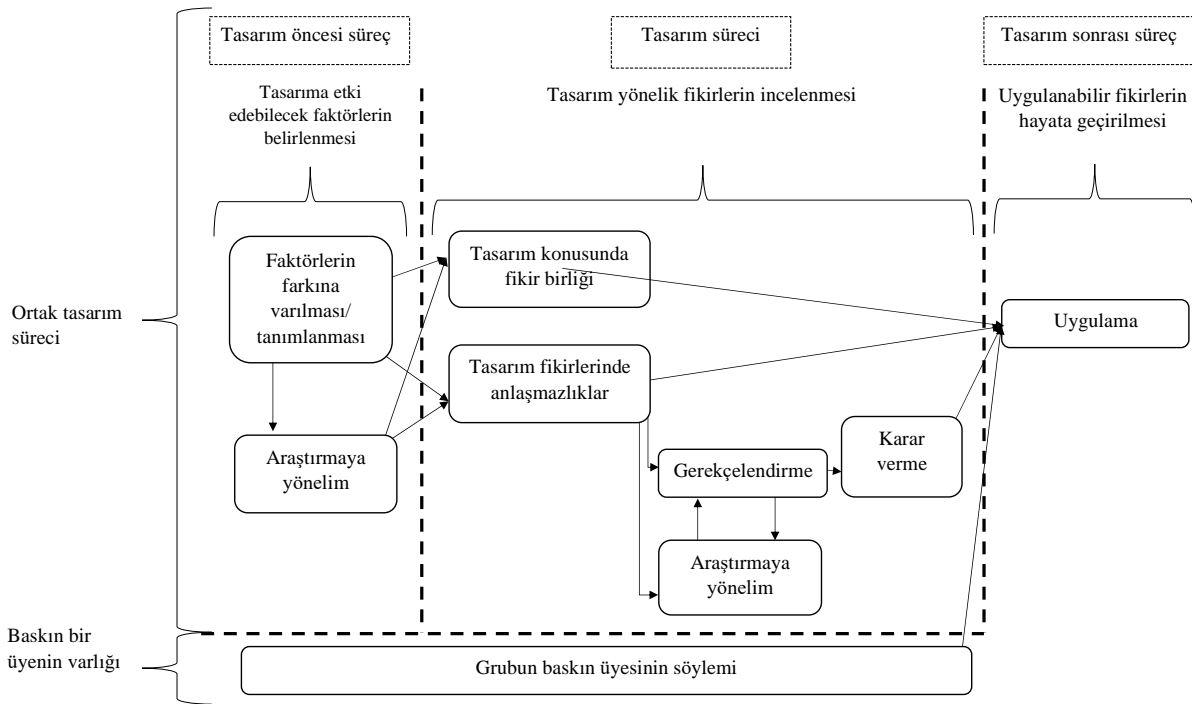 Tasarım öncesi süreç
Tasarım süreci
Tasarım sonrası süreç
Tasarıma etki
edebilecek faktörlerin
belirlenmesi
Tasarım yönelik fikirlerin incelenmesi
Uygulanabilir fikirlerin
hayata geçirilmesi
Ortak tasarım
süreci
Faktörlerin
farkına
varılması/
tanımlanması
Araştırmaya
yönelim
Tasarım konusunda
fikir birliği
Tasarım fikirlerinde
anlaşmazlıklar
Gerekçelendirme
Araştırmaya
yönelim
Karar
verme
Uygulama
Baskın bir
üyenin varlığı
Grubun baskın üyesinin söylemi